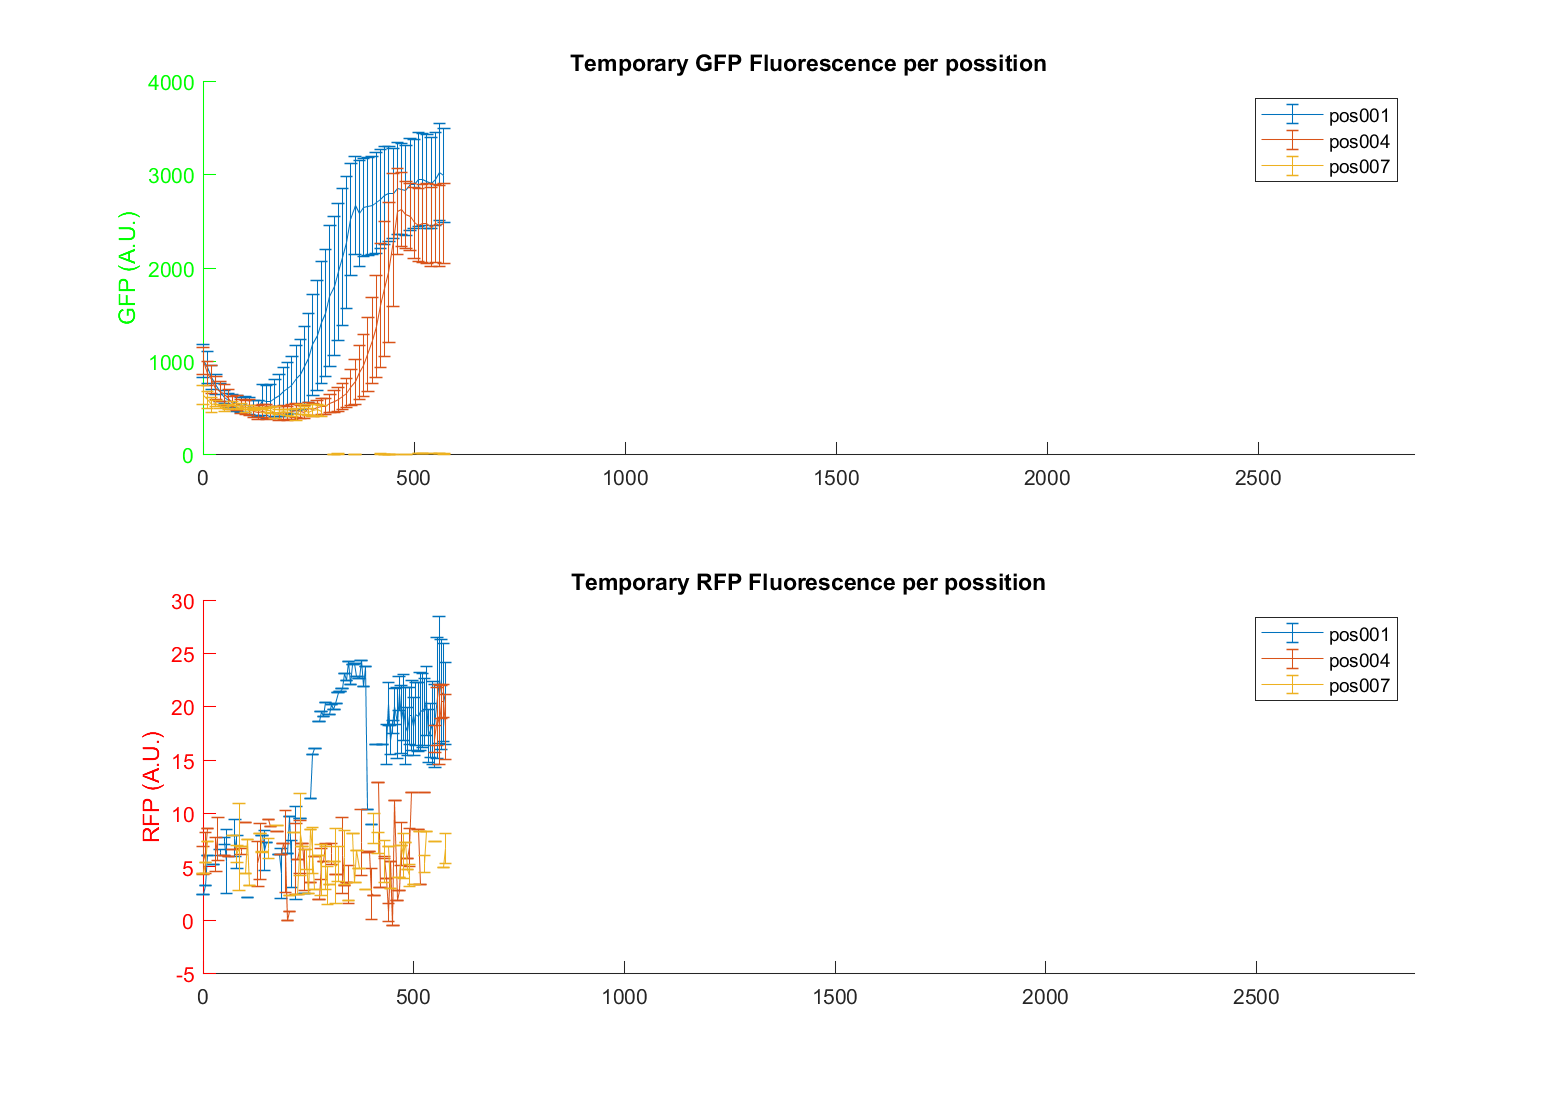 Temporary GFP Fluorescence per possition
4000
3000
2000
1000
0
GFP (A.U.)
0 500 1000 1500 2000 2500
pos001
pos004
pos007
Temporary RFP Fluorescence per possition
30
25
20
15
10
5
0
-5
RFP (A.U.)
0 500 1000 1500 2000 2500
pos001
pos004
pos007